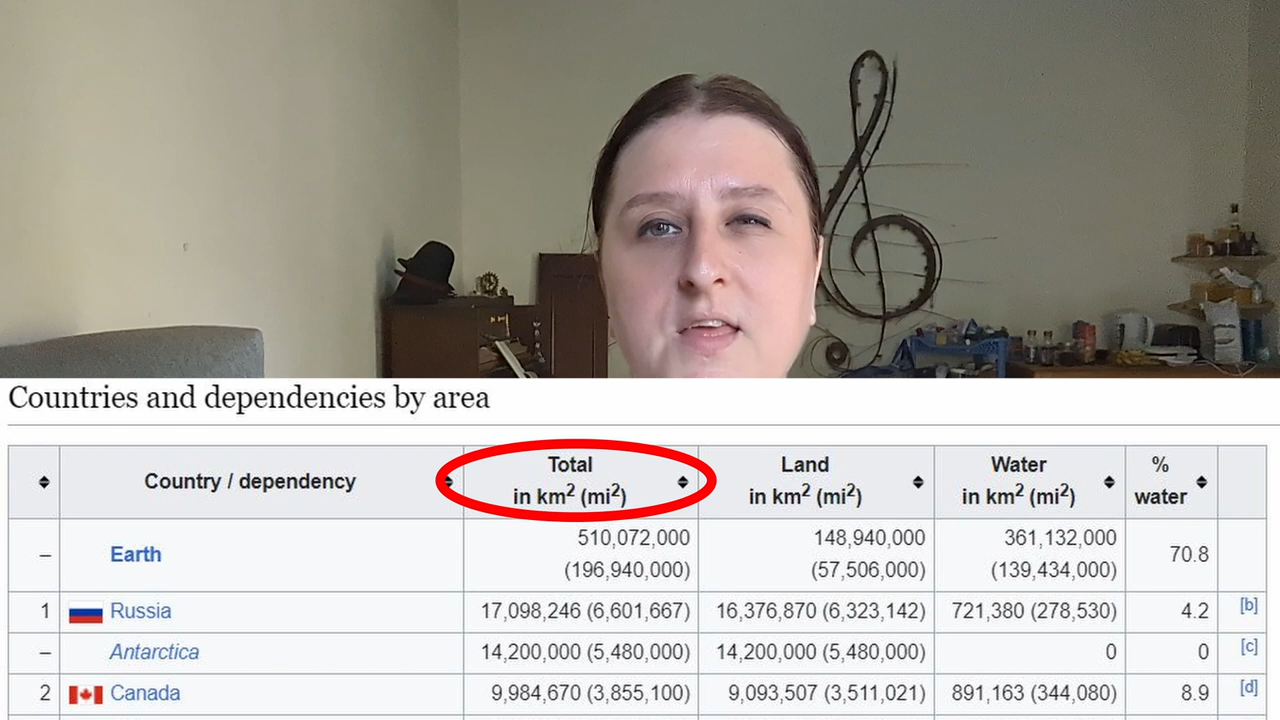 Countries and dependencies by area
Country / dependency Total in km² (mi²) Land in km² (mi²) Water in km² (mi²) % water
– Earth 510,072,000 (196,940,000) 148,940,000 (57,506,000) 361,132,000 (139,434,000) 70.8
1 Russia 17,098,246 (6,601,667) 16,376,870 (6,323,142) 721,380 (278,530) 4.2 [b]
– Antarctica 14,200,000 (5,480,000) 14,200,000 (5,480,000) 0 0 [c]
2 Canada 9,984,670 (3,855,100) 9,093,507 (3,511,021) 891,163 (344,080) 8.9 [d]